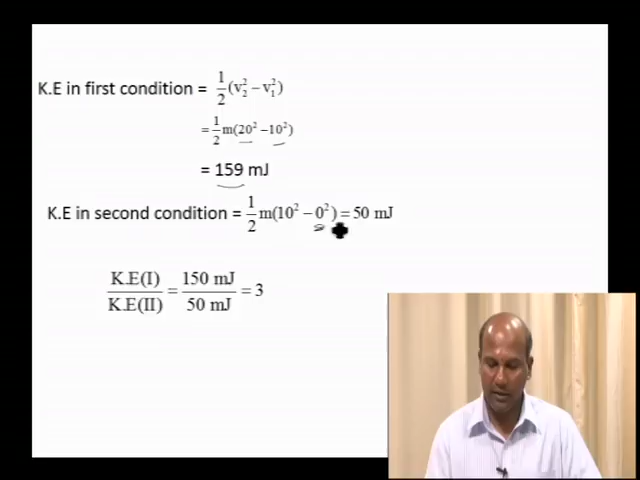 K.E in first condition = 1/2(v₂² − v₁²)
= 1/2 m(20² − 10²)
= 159 mJ
K.E in second condition = 1/2 m(10² − 0²) = 50 mJ
K.E(I)/K.E(II) = 150 mJ/50 mJ = 3